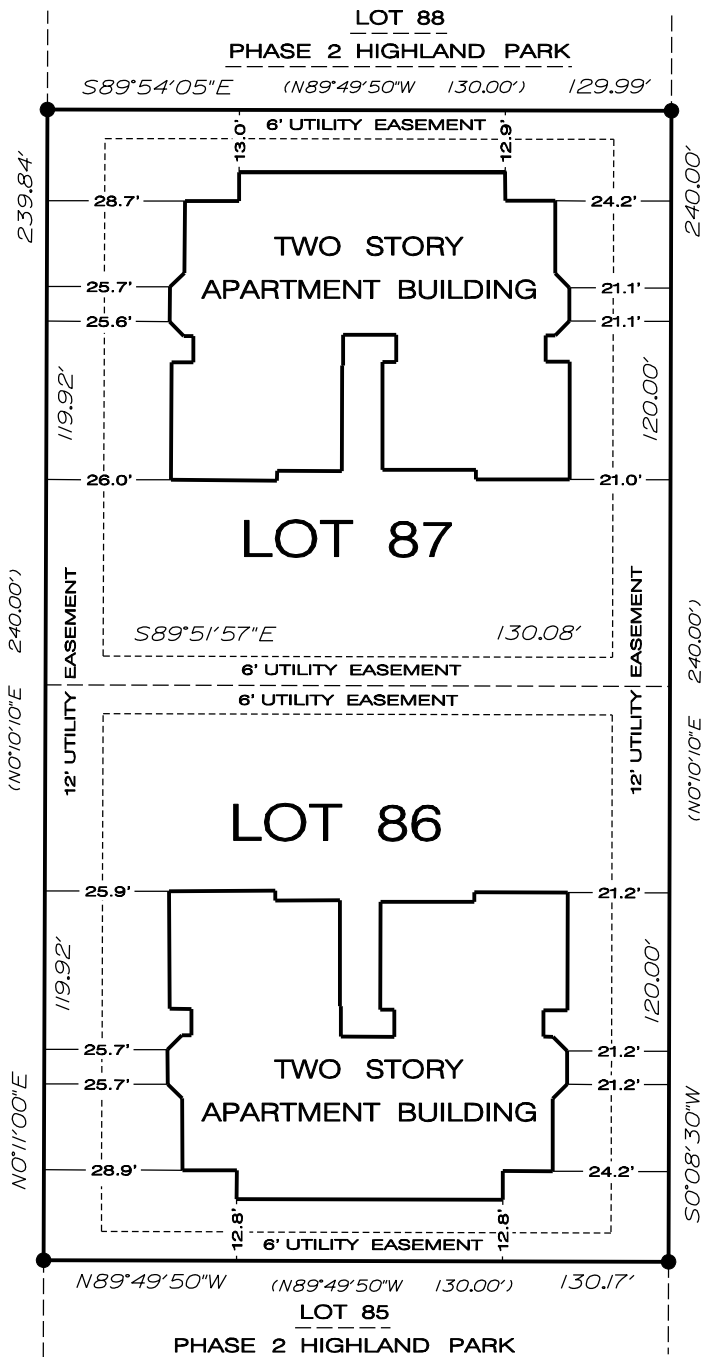 LOT 88
PHASE 2 HIGHLAND PARK
S89°54'05"E (N89°49'50"W 130.00') 129.99'
6' UTILITY EASEMENT
13.0' 12.9'
239.84' 240.00'
28.7' 24.2'
TWO STORY
APARTMENT BUILDING
25.7' 21.1'
25.6' 21.1'
119.92' 120.00'
26.0' 21.0'
LOT 87
(N0°10'10"E 240.00') (N0°10'10"E 240.00')
12' UTILITY EASEMENT 12' UTILITY EASEMENT
S89°51'57"E 130.08'
6' UTILITY EASEMENT
6' UTILITY EASEMENT
LOT 86
25.9' 21.2'
119.92' 120.00'
25.7' 21.2'
TWO STORY
25.7' 21.2'
APARTMENT BUILDING
N0°11'00"E S0°08'30"W
28.9' 24.2'
12.8' 12.8'
6' UTILITY EASEMENT
N89°49'50"W (N89°49'50"W 130.00') 130.17'
LOT 85
PHASE 2 HIGHLAND PARK